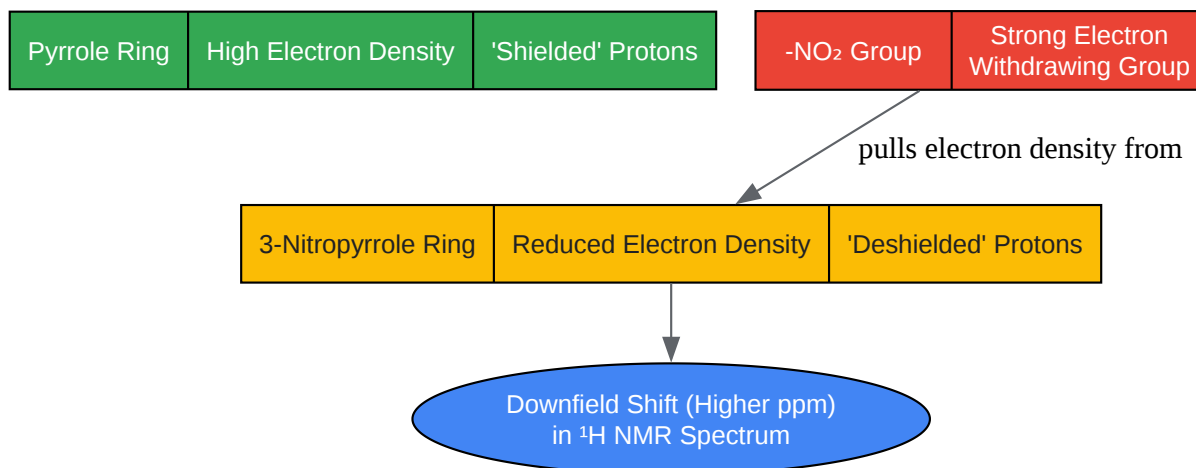 Pyrrole Ring
High Electron Density
'Shielded' Protons
-NO₂ Group
Strong Electron
Withdrawing Group
pulls electron density from
3-Nitropyrrole Ring
Reduced Electron Density
'Deshielded' Protons
Downfield Shift (Higher ppm)
in ¹H NMR Spectrum